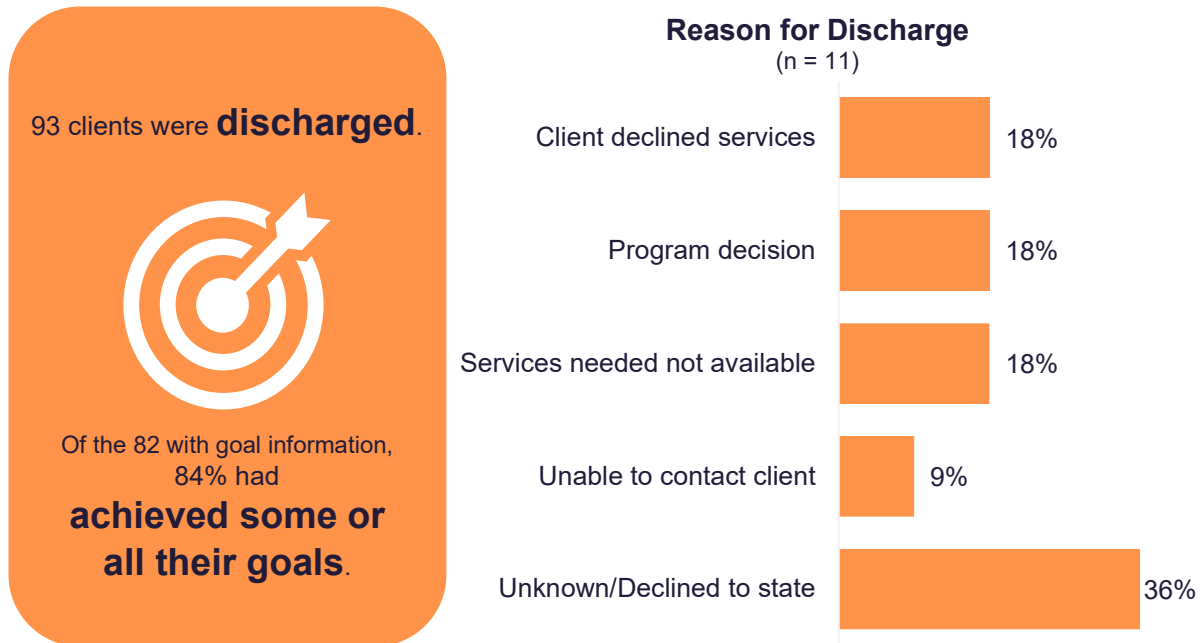 93 clients were discharged.
Of the 82 with goal information,
84% had
achieved some or
all their goals.
Reason for Discharge
(n = 11)
Client declined services
18%
Program decision
18%
Services needed not available
18%
Unable to contact client
9%
Unknown/Declined to state
36%